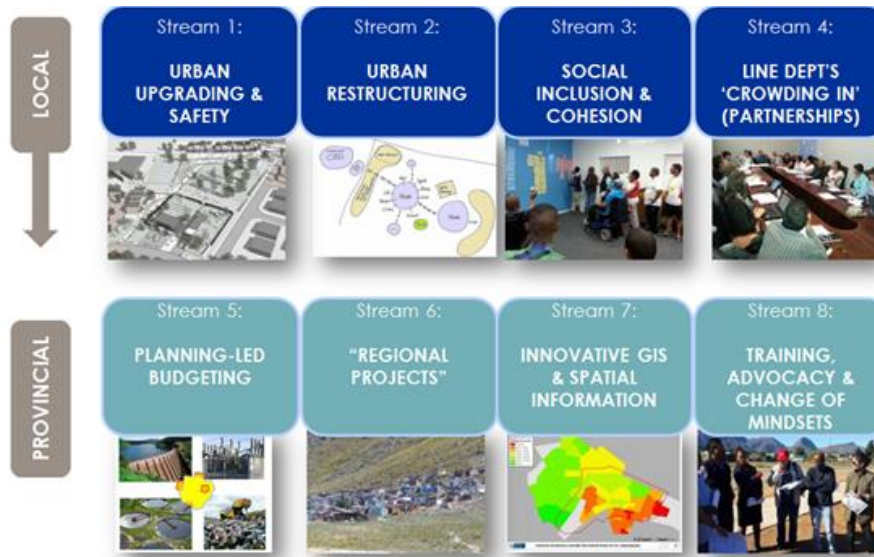 LOCAL
Stream 1:
URBAN
UPGRADING &
SAFETY
Stream 2:
URBAN
RESTRUCTURING
Stream 3:
SOCIAL
INCLUSION &
COHESION
Stream 4:
LINE DEPT'S
'CROWDING IN'
(PARTNERSHIPS)
PROVINCIAL
Stream 5:
PLANNING-LED
BUDGETING
Stream 6:
"REGIONAL
PROJECTS"
Stream 7:
INNOVATIVE GIS
& SPATIAL
INFORMATION
Stream 8:
TRAINING,
ADVOCACY &
CHANGE OF
MINDSETS